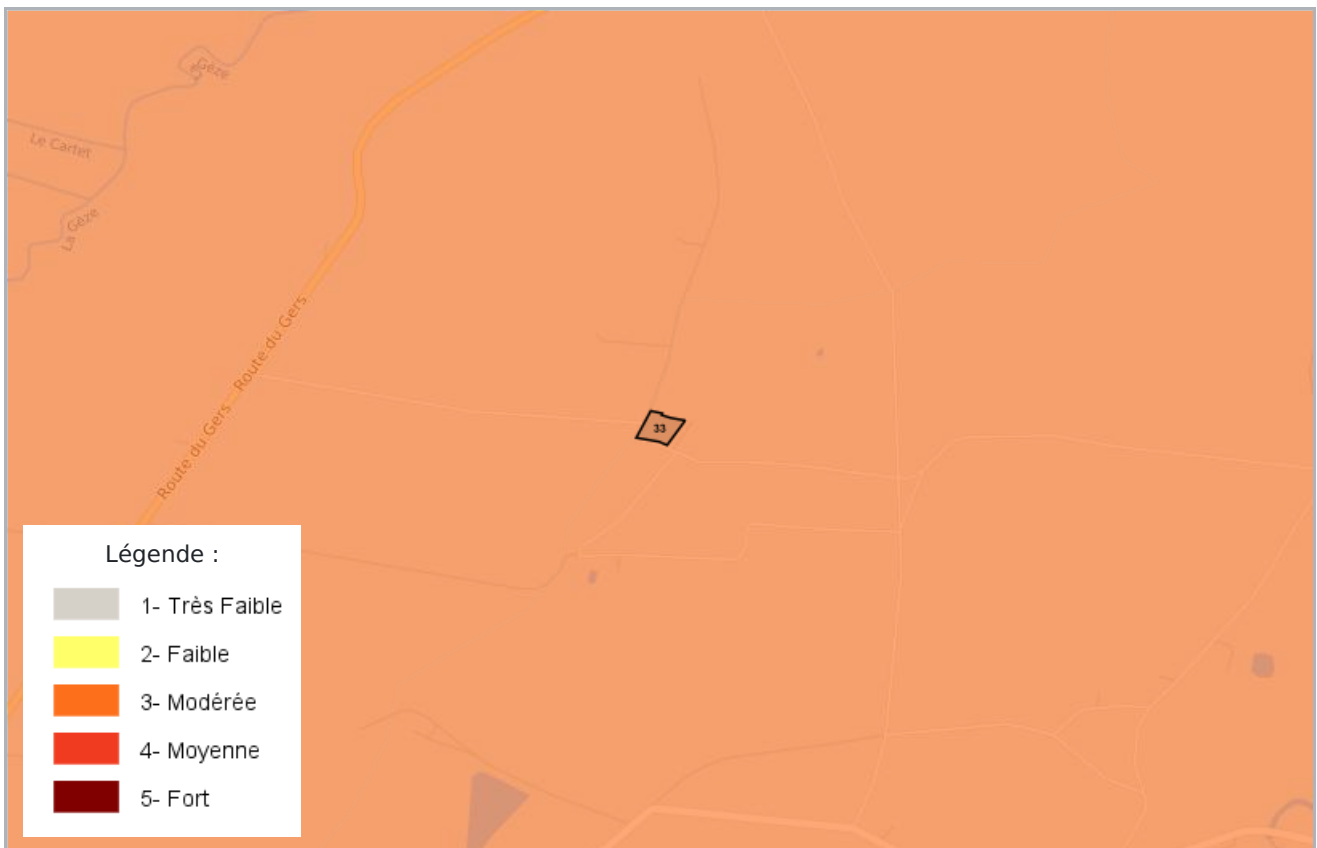 Gèze
Le Cartet
La Gèze
Route du Gers
Route du Gers
33
Légende :
1- Très Faible
2- Faible
3- Modérée
4- Moyenne
5- Fort